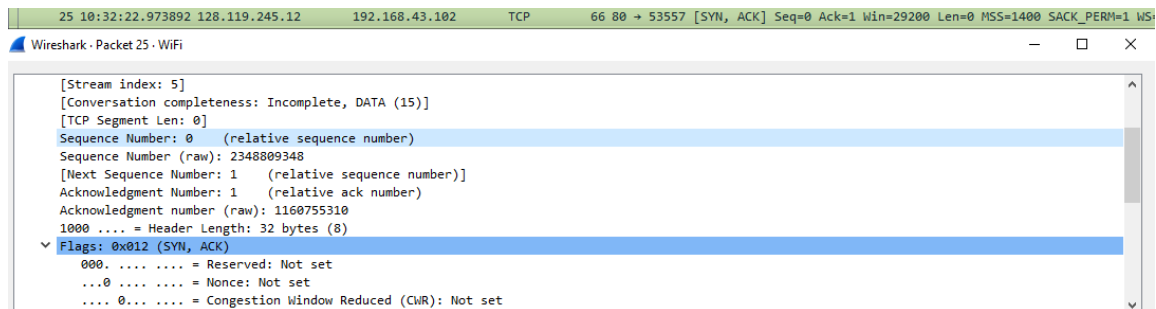 25 10:32:22.973892 128.119.245.12 192.168.43.102 TCP 66 80 → 53557 [SYN, ACK] Seq=0 Ack=1 Win=29200 Len=0 MSS=1400 SACK_PERM=1 WS=
Wireshark · Packet 25 · WiFi
[Stream index: 5]
[Conversation completeness: Incomplete, DATA (15)]
[TCP Segment Len: 0]
Sequence Number: 0 (relative sequence number)
Sequence Number (raw): 2348809348
[Next Sequence Number: 1 (relative sequence number)]
Acknowledgment Number: 1 (relative ack number)
Acknowledgment number (raw): 1160755310
1000 .... = Header Length: 32 bytes (8)
Flags: 0x012 (SYN, ACK)
000. .... .... = Reserved: Not set
...0 .... .... = Nonce: Not set
.... 0... .... = Congestion Window Reduced (CWR): Not set